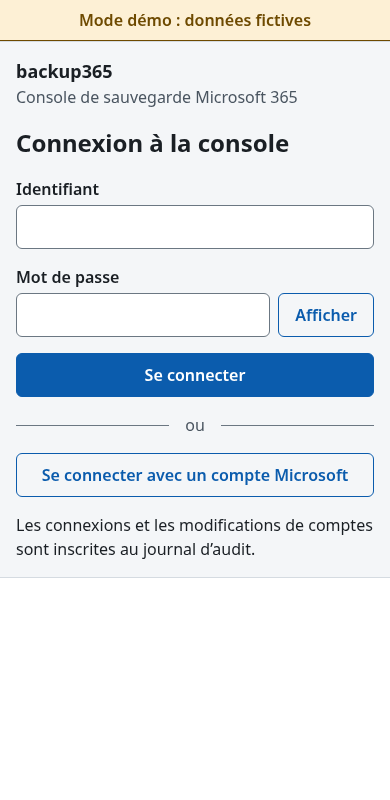 Mode démo : données fictives
backup365
Console de sauvegarde Microsoft 365
Connexion à la console
Identifiant
Mot de passe
Afficher
Se connecter
ou
Se connecter avec un compte Microsoft
Les connexions et les modifications de comptes
sont inscrites au journal d’audit.